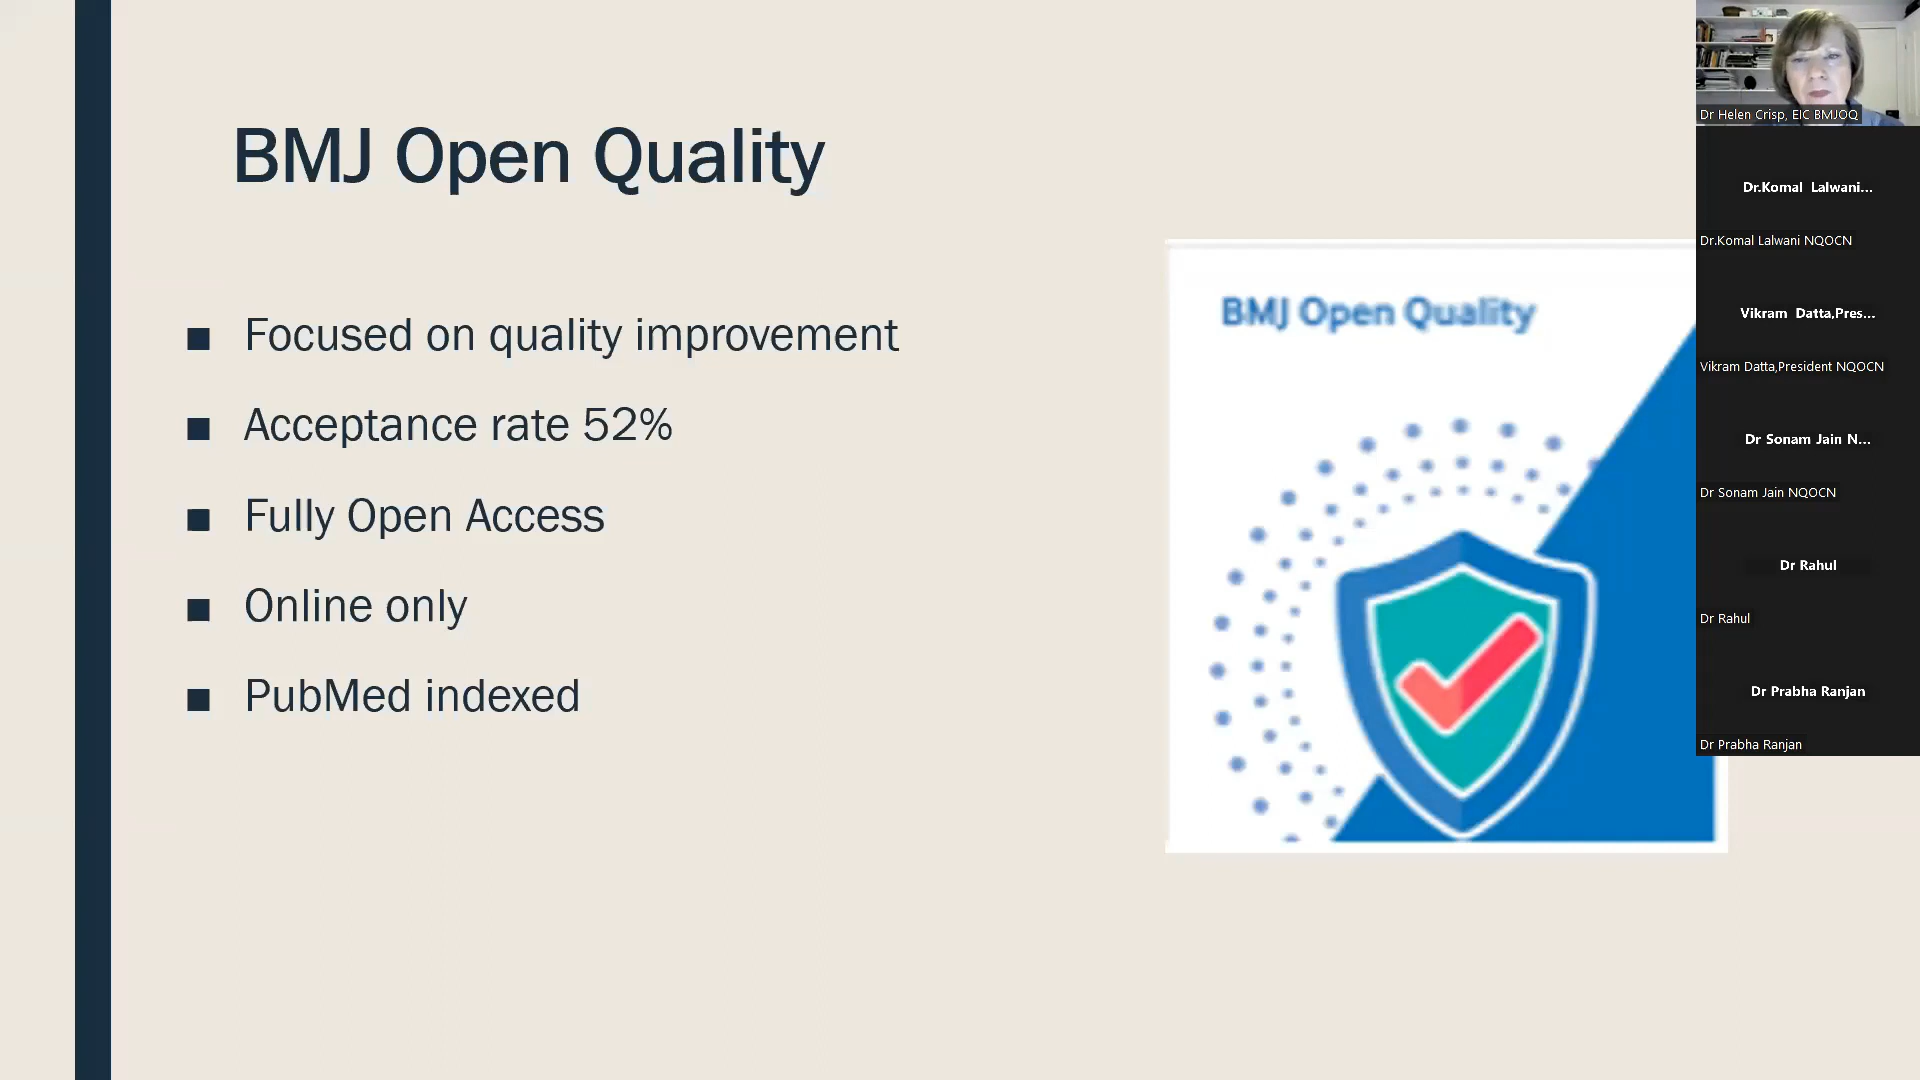 BMJ Open Quality
Focused on quality improvement
Acceptance rate 52%
Fully Open Access
Online only
PubMed indexed
BMJ Open Quality
Dr Helen Crisp, EIC BMJOQ
Dr.Komal Lalwani...
Dr.Komal Lalwani NQOCN
Vikram Datta,Pres...
Vikram Datta,President NQOCN
Dr Sonam Jain N...
Dr Sonam Jain NQOCN
Dr Rahul
Dr Rahul
Dr Prabha Ranjan
Dr Prabha Ranjan